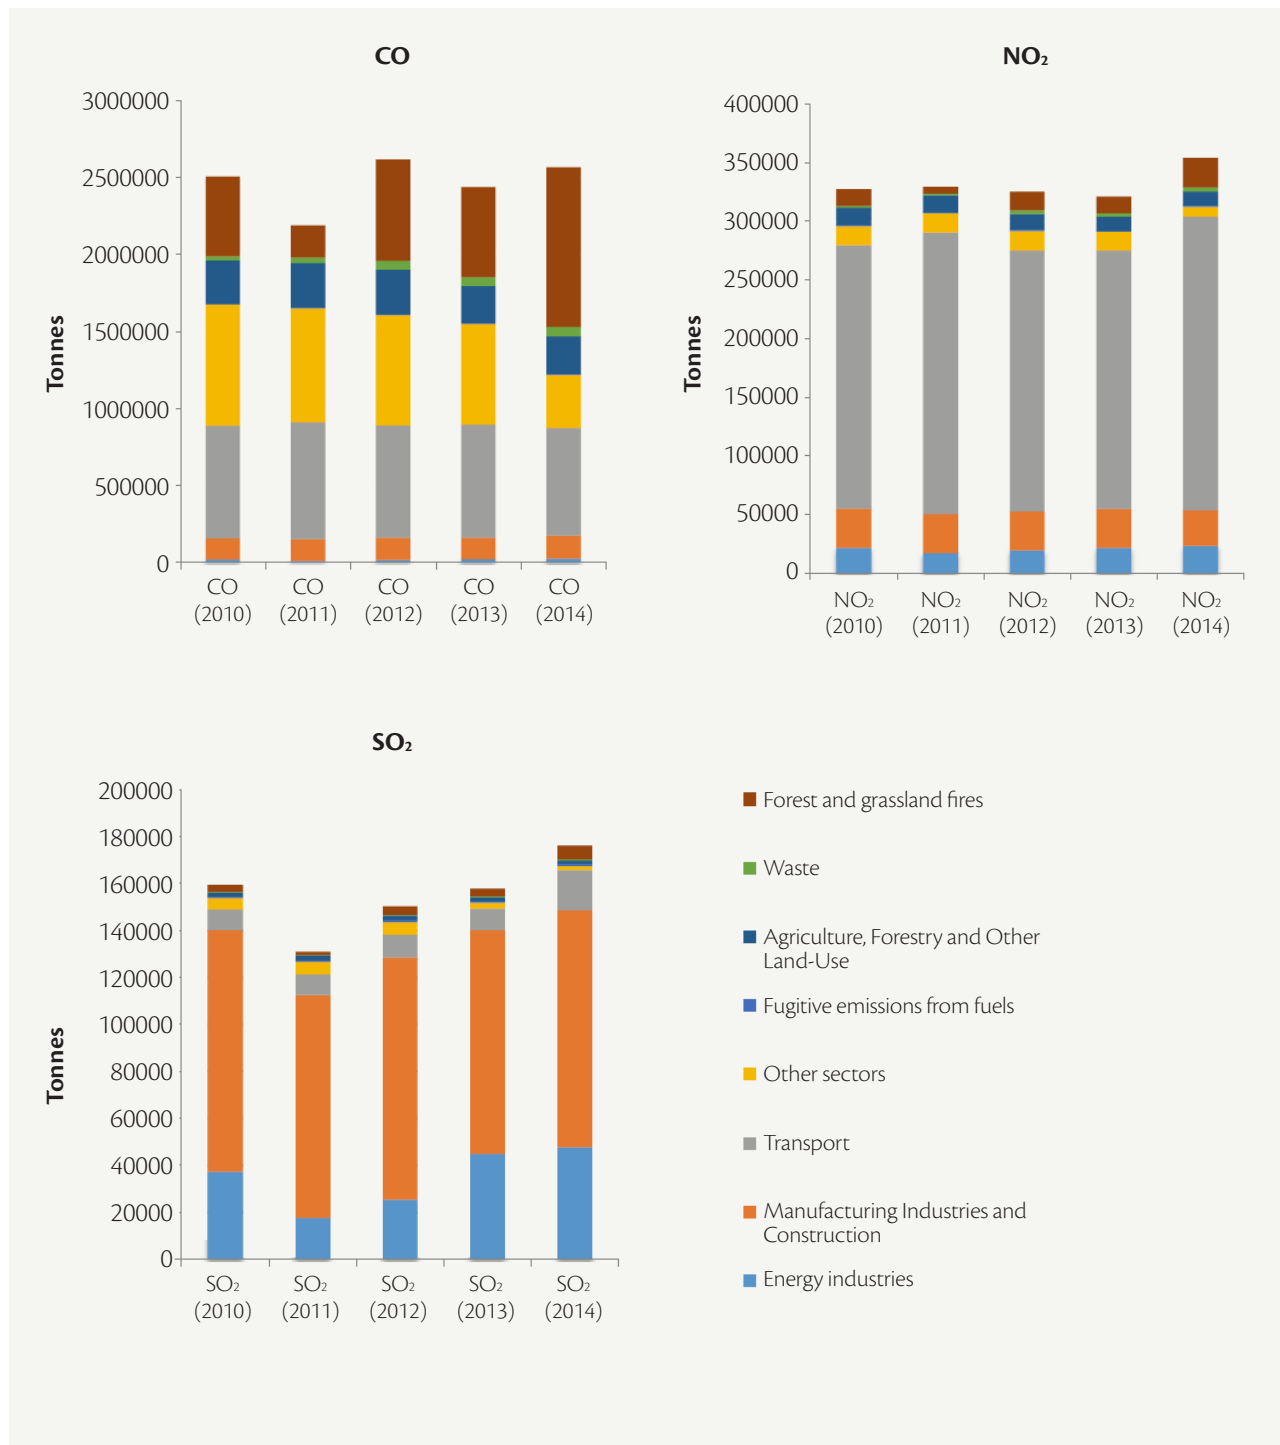 CO
3000000
2500000
2000000
1500000
1000000
500000
0
Tonnes
CO CO CO CO CO
(2010) (2011) (2012) (2013) (2014)
NO₂
400000
350000
300000
250000
200000
150000
100000
50000
0
Tonnes
NO₂ NO₂ NO₂ NO₂ NO₂
(2010) (2011) (2012) (2013) (2014)
SO₂
200000
180000
160000
140000
120000
100000
80000
60000
40000
20000
0
Tonnes
SO₂ SO₂ SO₂ SO₂ SO₂
(2010) (2011) (2012) (2013) (2014)
Forest and grassland fires
Waste
Agriculture, Forestry and Other
Land-Use
Fugitive emissions from fuels
Other sectors
Transport
Manufacturing Industries and
Construction
Energy industries